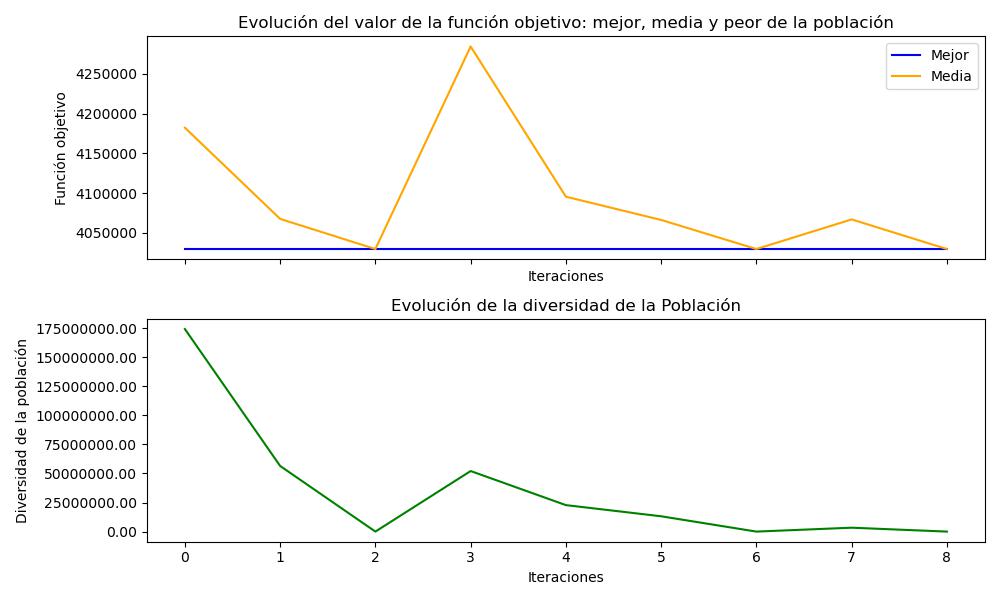 Evolución del valor de la función objetivo: mejor, media y peor de la población
Mejor
Media
4250000
4200000
4150000
4100000
4050000
Función objetivo
Iteraciones
Evolución de la diversidad de la Población
175000000.00
150000000.00
125000000.00
100000000.00
75000000.00
50000000.00
25000000.00
0.00
Diversidad de la población
0 1 2 3 4 5 6 7 8
Iteraciones